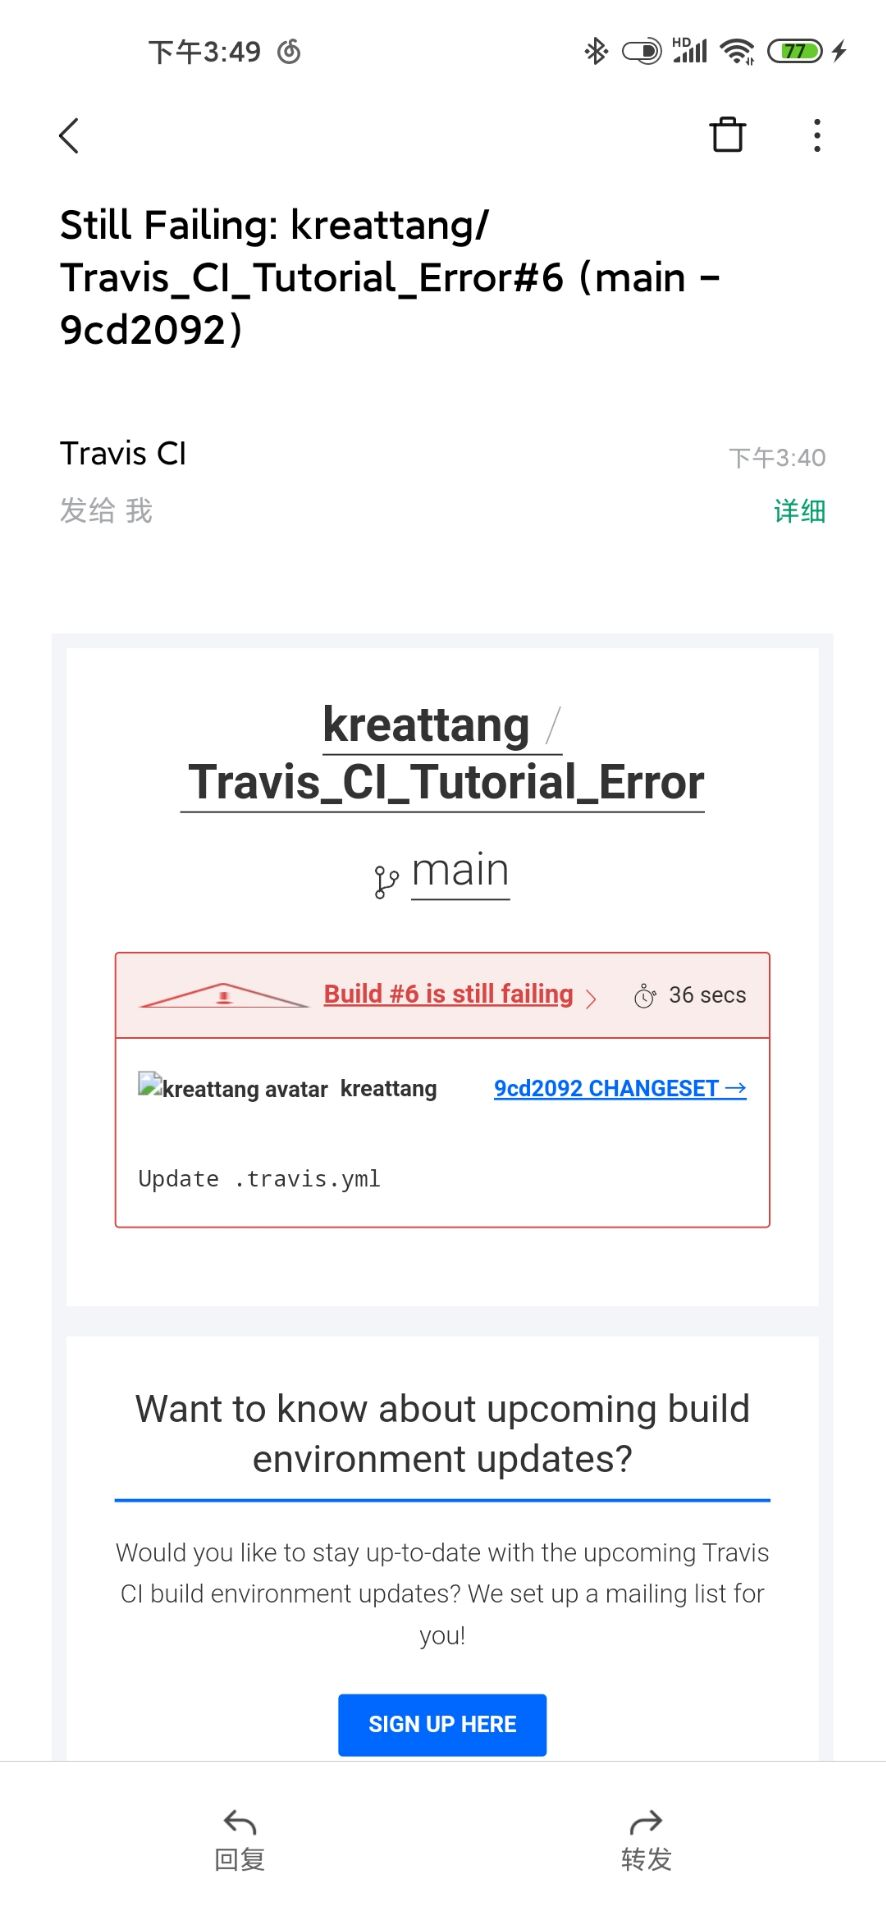 下午3:49
HD
77
Still Failing: kreattang/
Travis_CI_Tutorial_Error#6 (main –
9cd2092)
Travis CI
下午3:40
发给 我
详细
kreattang /
Travis_CI_Tutorial_Error
main
Build #6 is still failing
36 secs
kreattang avatar kreattang
9cd2092 CHANGESET →
Update .travis.yml
Want to know about upcoming build
environment updates?
Would you like to stay up-to-date with the upcoming Travis
CI build environment updates? We set up a mailing list for
you!
SIGN UP HERE
回复
转发